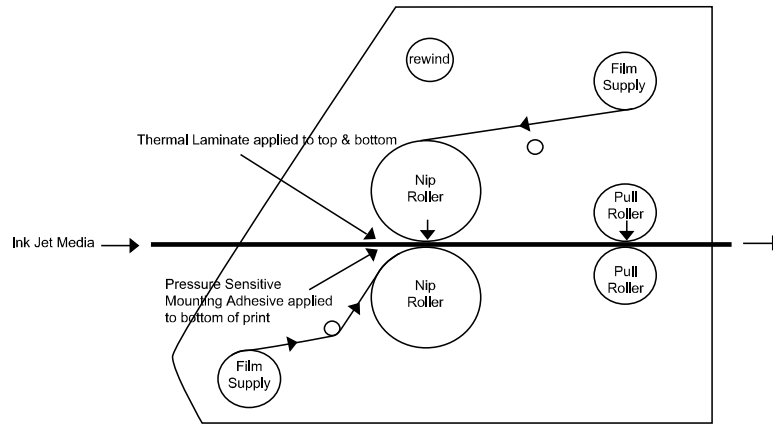 rewind
Film
Supply
Thermal Laminate applied to top & bottom
Nip
Roller
Pull
Roller
Ink Jet Media
Pressure Sensitive
Mounting Adhesive applied
to bottom of print
Nip
Roller
Pull
Roller
Film
Supply